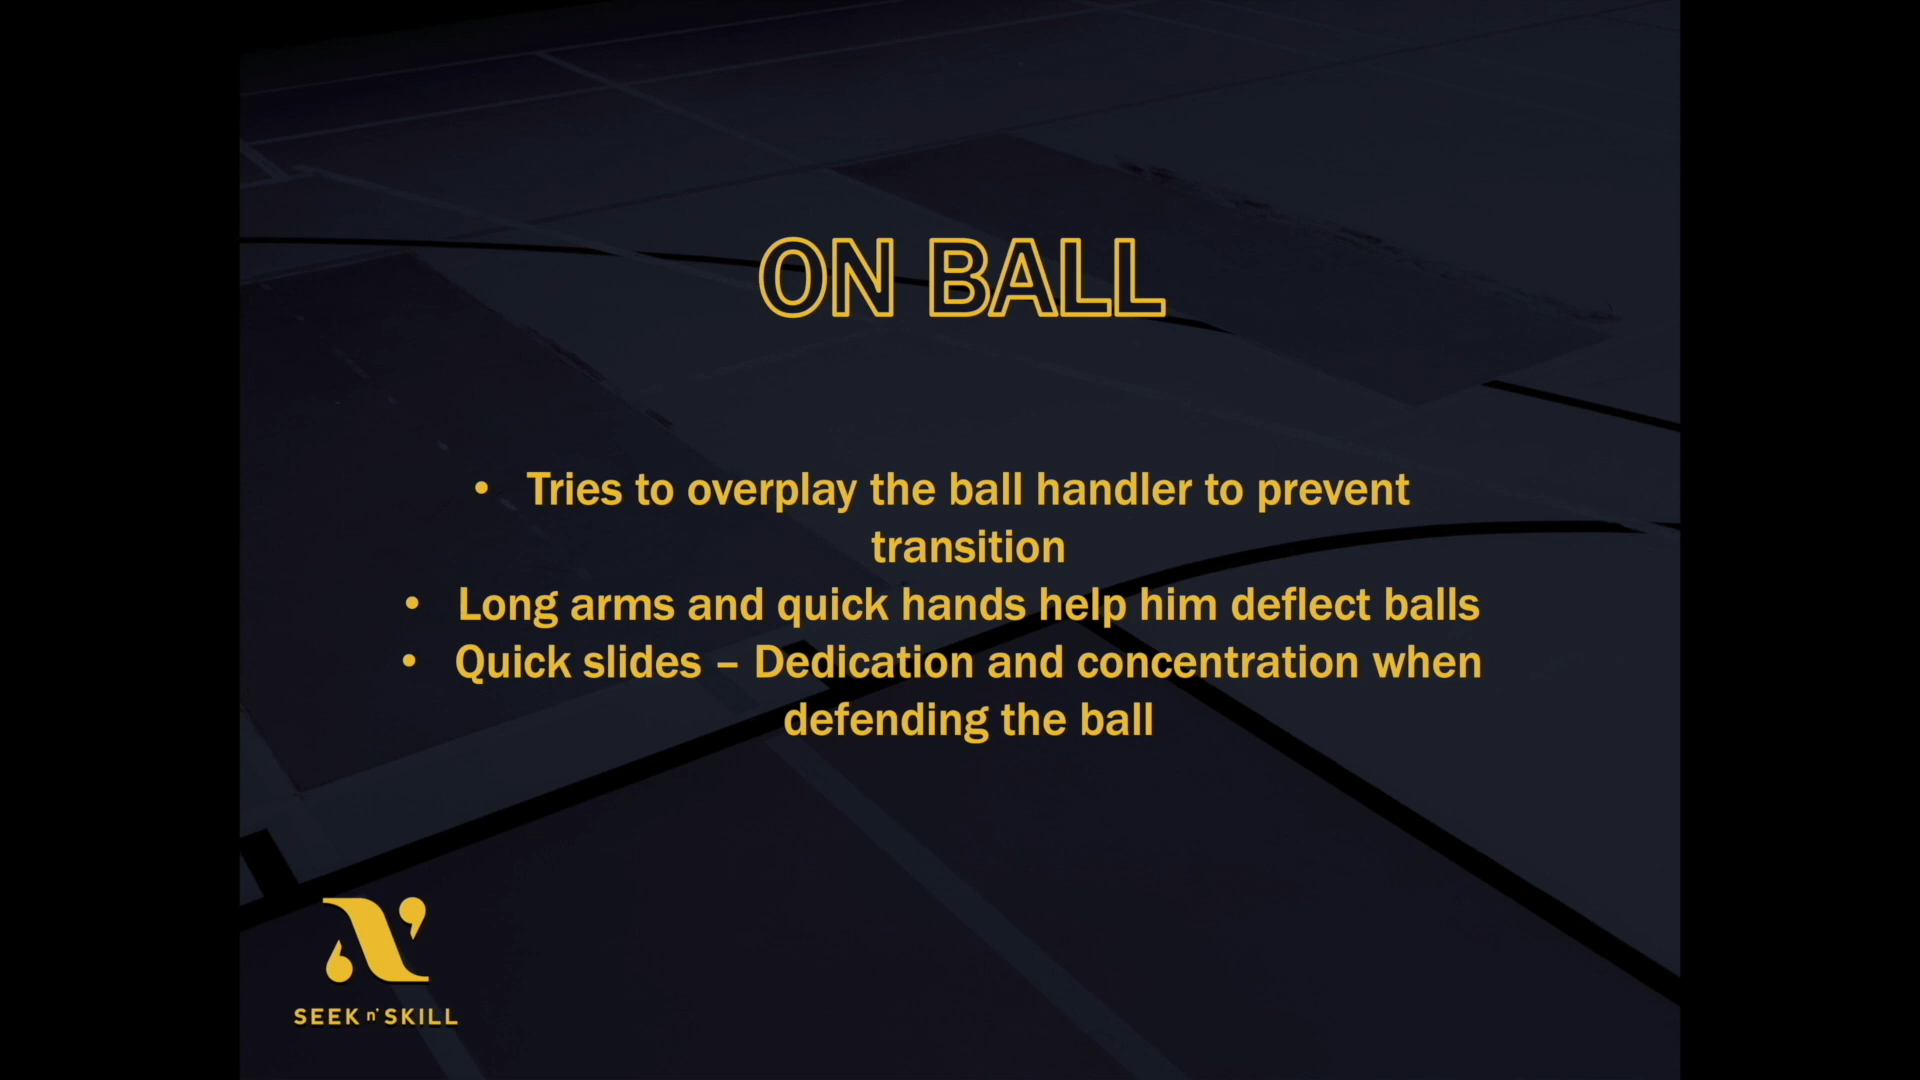 ON BALL
• Tries to overplay the ball handler to prevent
transition
• Long arms and quick hands help him deflect balls
• Quick slides – Dedication and concentration when
defending the ball
SEEK n' SKILL